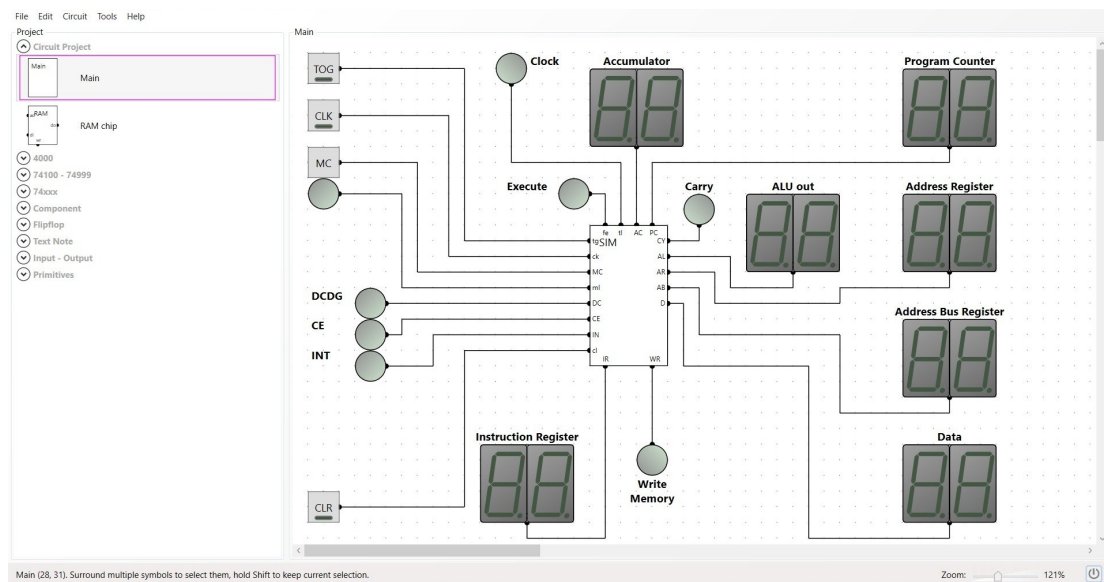 File Edit Circuit Tools Help
Project
Circuit Project
Main
Main
RAM
do
RAM chip
4000
74100 - 74999
74xxx
Component
Flipflop
Text Note
Input - Output
Primitives
Main
TOG
CLK
MC
Clock
Accumulator
Program Counter
Execute
Carry
ALU out
Address Register
fe tl AC PC
tg SIM CY
ck AL
MC AR
ml AB
DC D
CE
IN
cl
IR WR
DCDG
CE
INT
Address Bus Register
Instruction Register
Data
Write
Memory
CLR
Main (28, 31). Surround multiple symbols to select them, hold Shift to keep current selection.
Zoom: 121%